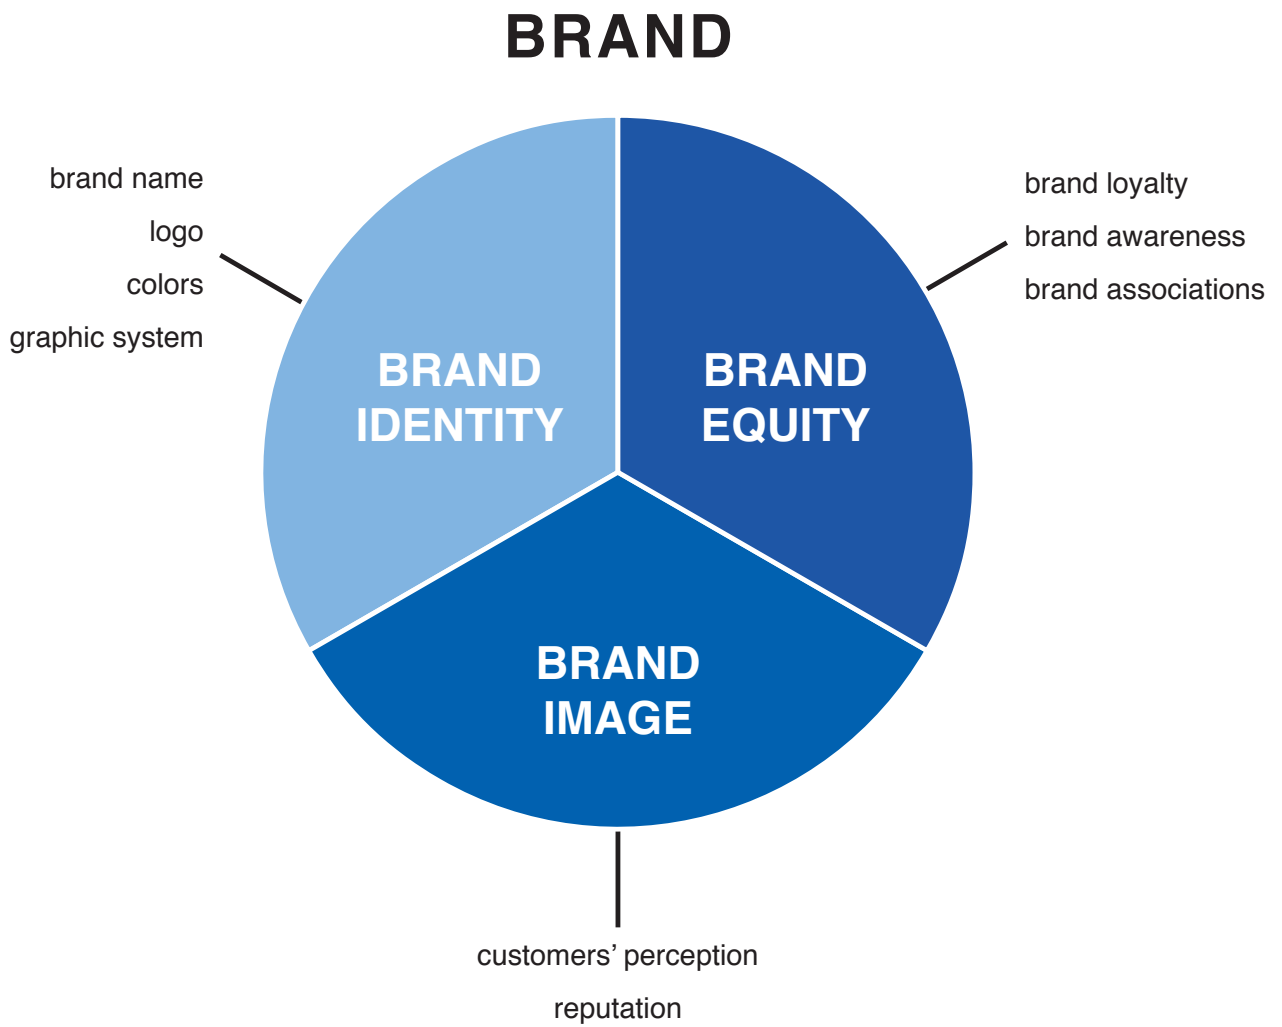 BRAND
brand name
logo
colors
graphic system
BRAND
IDENTITY
BRAND
EQUITY
brand loyalty
brand awareness
brand associations
BRAND
IMAGE
customers’ perception
reputation